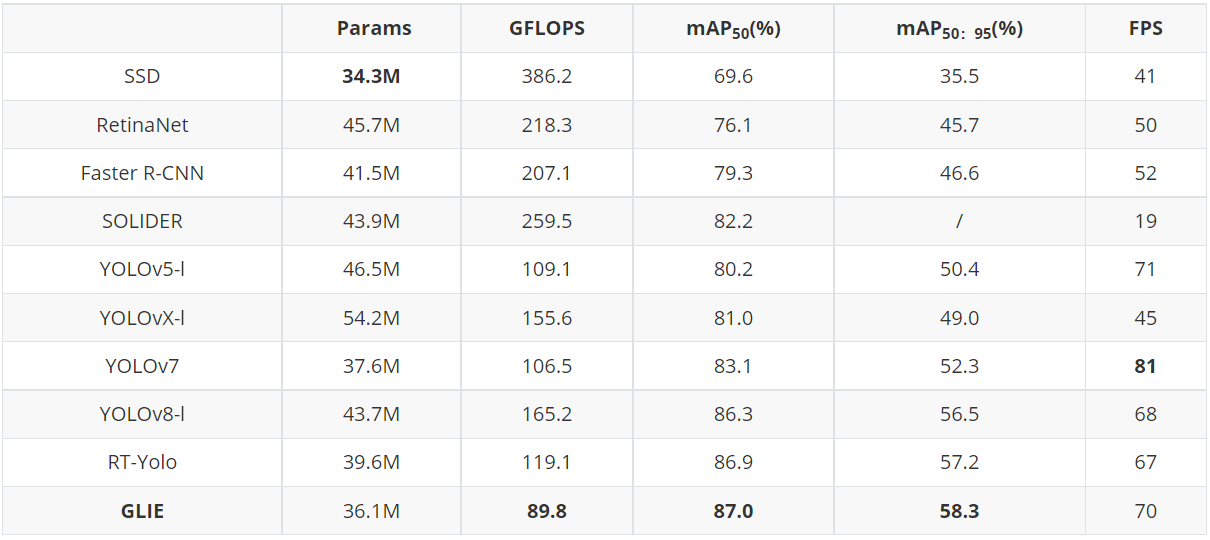 Params GFLOPS mAP50(%) mAP50：95(%) FPS
SSD 34.3M 386.2 69.6 35.5 41
RetinaNet 45.7M 218.3 76.1 45.7 50
Faster R-CNN 41.5M 207.1 79.3 46.6 52
SOLIDER 43.9M 259.5 82.2 / 19
YOLOv5-l 46.5M 109.1 80.2 50.4 71
YOLOvX-l 54.2M 155.6 81.0 49.0 45
YOLOv7 37.6M 106.5 83.1 52.3 81
YOLOv8-l 43.7M 165.2 86.3 56.5 68
RT-Yolo 39.6M 119.1 86.9 57.2 67
GLIE 36.1M 89.8 87.0 58.3 70